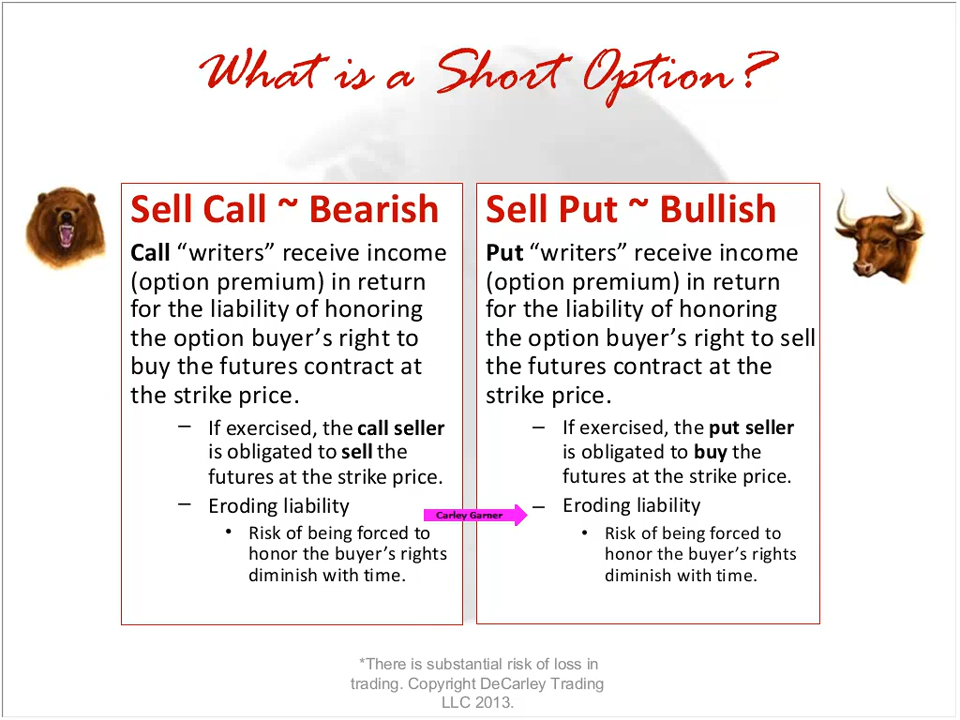 What is a Short Option?
Sell Call ~ Bearish
Call “writers” receive income
(option premium) in return
for the liability of honoring
the option buyer’s right to
buy the futures contract at
the strike price.
– If exercised, the call seller
is obligated to sell the
futures at the strike price.
– Eroding liability
• Risk of being forced to
honor the buyer’s rights
diminish with time.
Sell Put ~ Bullish
Put “writers” receive income
(option premium) in return
for the liability of honoring
the option buyer’s right to sell
the futures contract at the
strike price.
– If exercised, the put seller
is obligated to buy the
futures at the strike price.
– Eroding liability
• Risk of being forced to
honor the buyer’s rights
diminish with time.
Carley Garner
*There is substantial risk of loss in
trading. Copyright DeCarley Trading
LLC 2013.